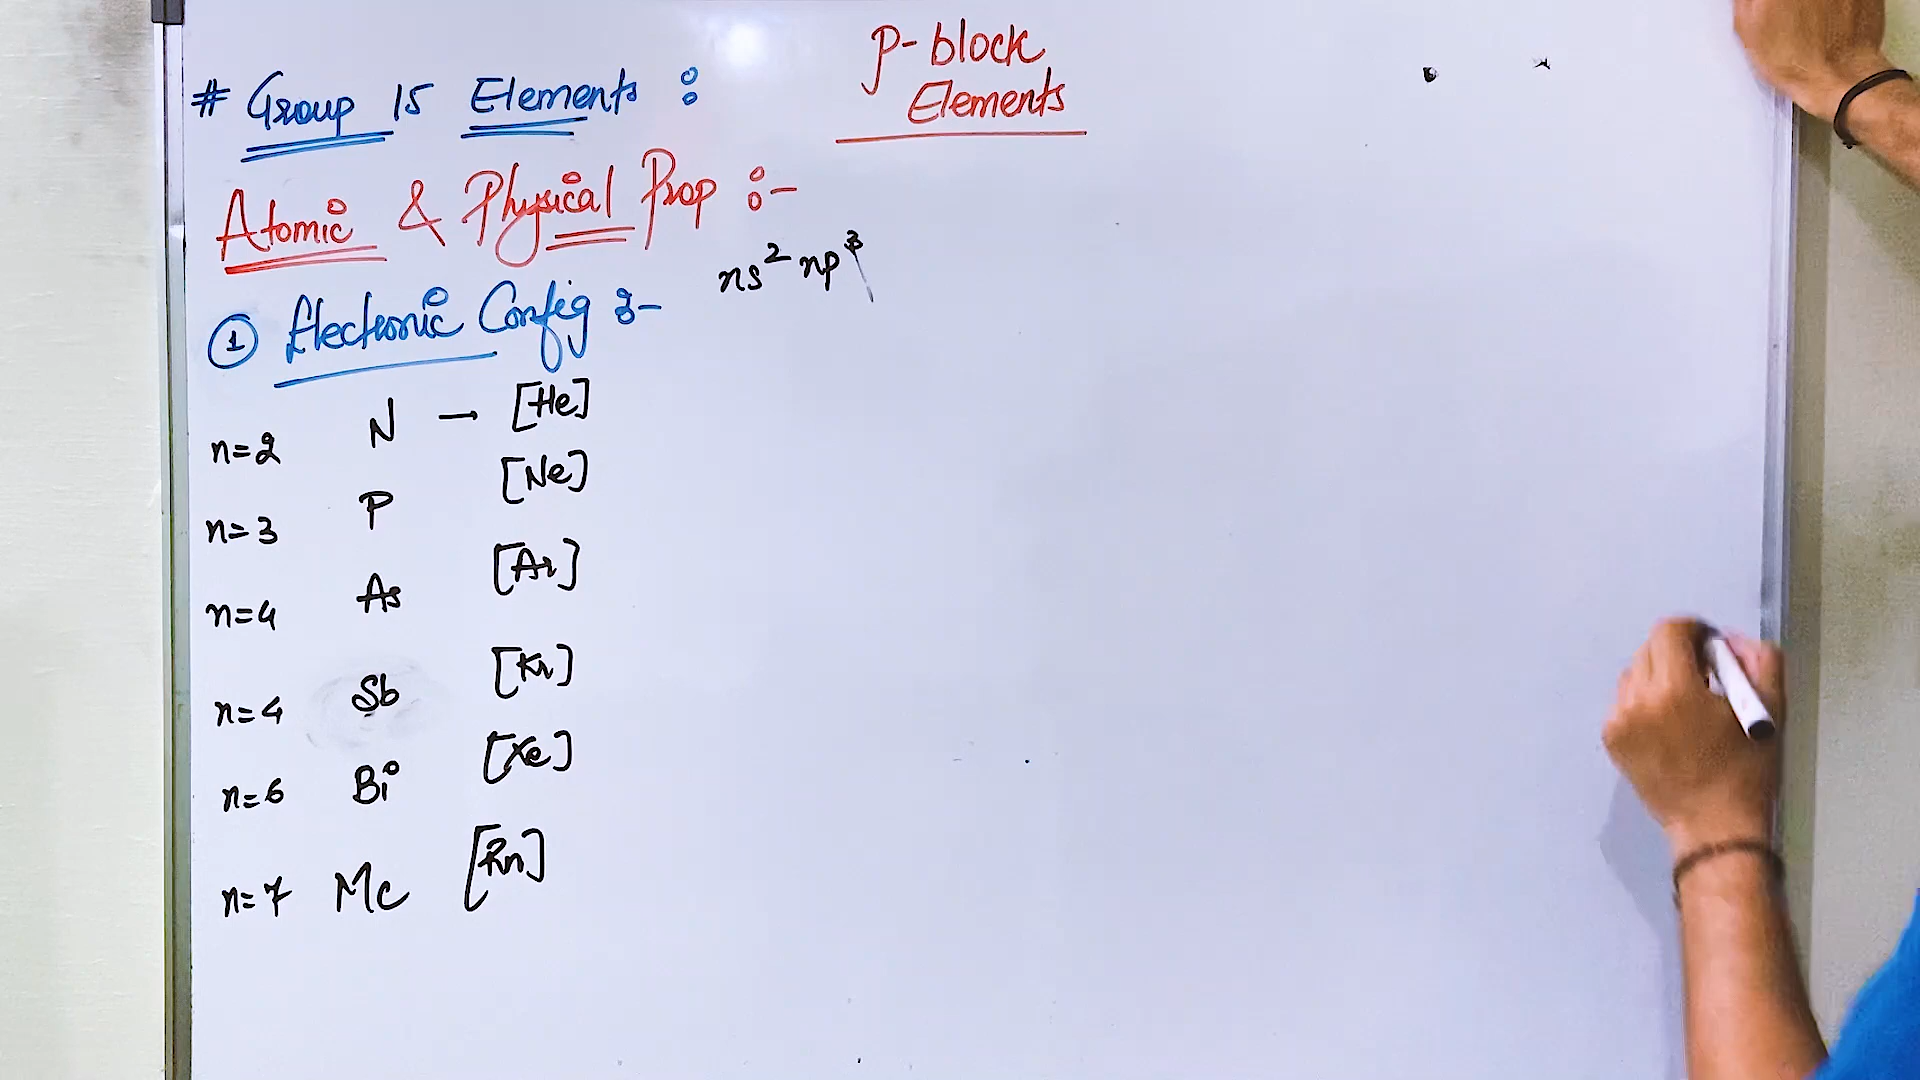 p-block
Elements
# Group 15 Elements :
Atomic & Physical Prop :-
ns² np³
① Electronic Config :-
n=2 N → [He]
n=3 P [Ne]
n=4 As [Ar]
n=4 Sb [Kr]
n=6 Bi [Xe]
n=7 Mc [Rn]